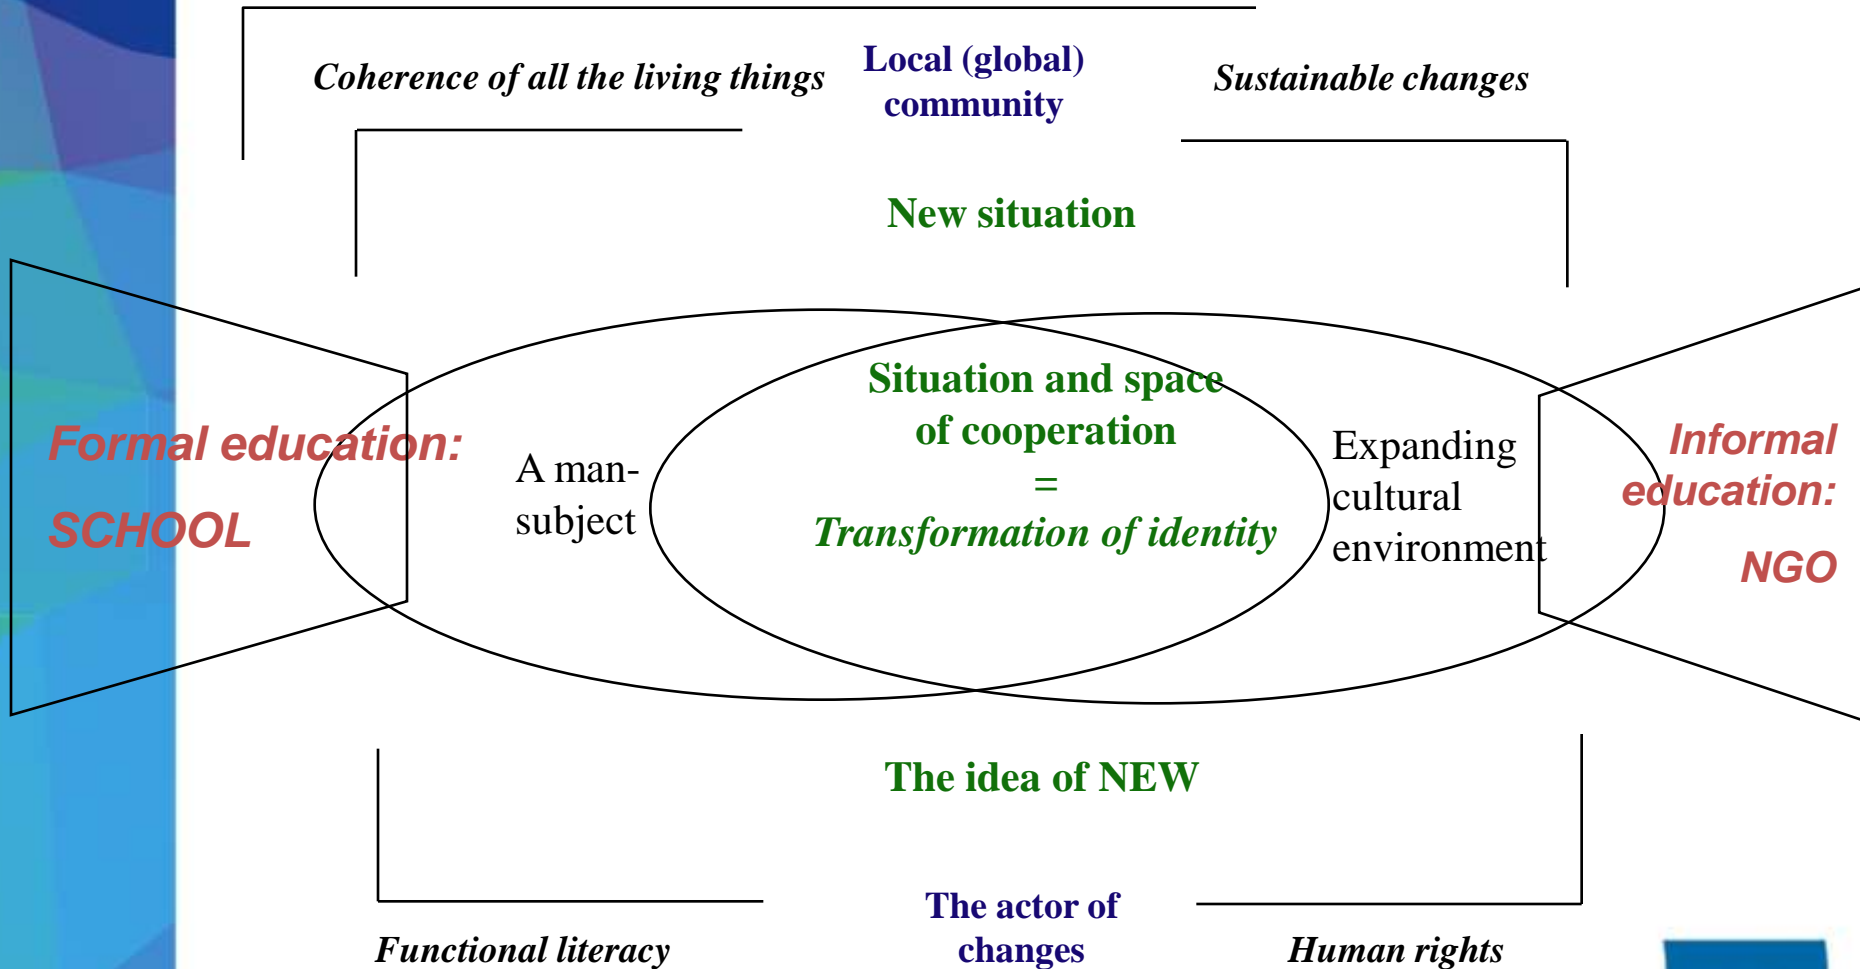 Coherence of all the living things
Local (global)
community
Sustainable changes
New situation
Situation and space
of cooperation
=
Transformation of identity
Formal education:
SCHOOL
A man-
subject
Expanding
cultural
environment
Informal
education:
NGO
The idea of NEW
The actor of
changes
Functional literacy
Human rights